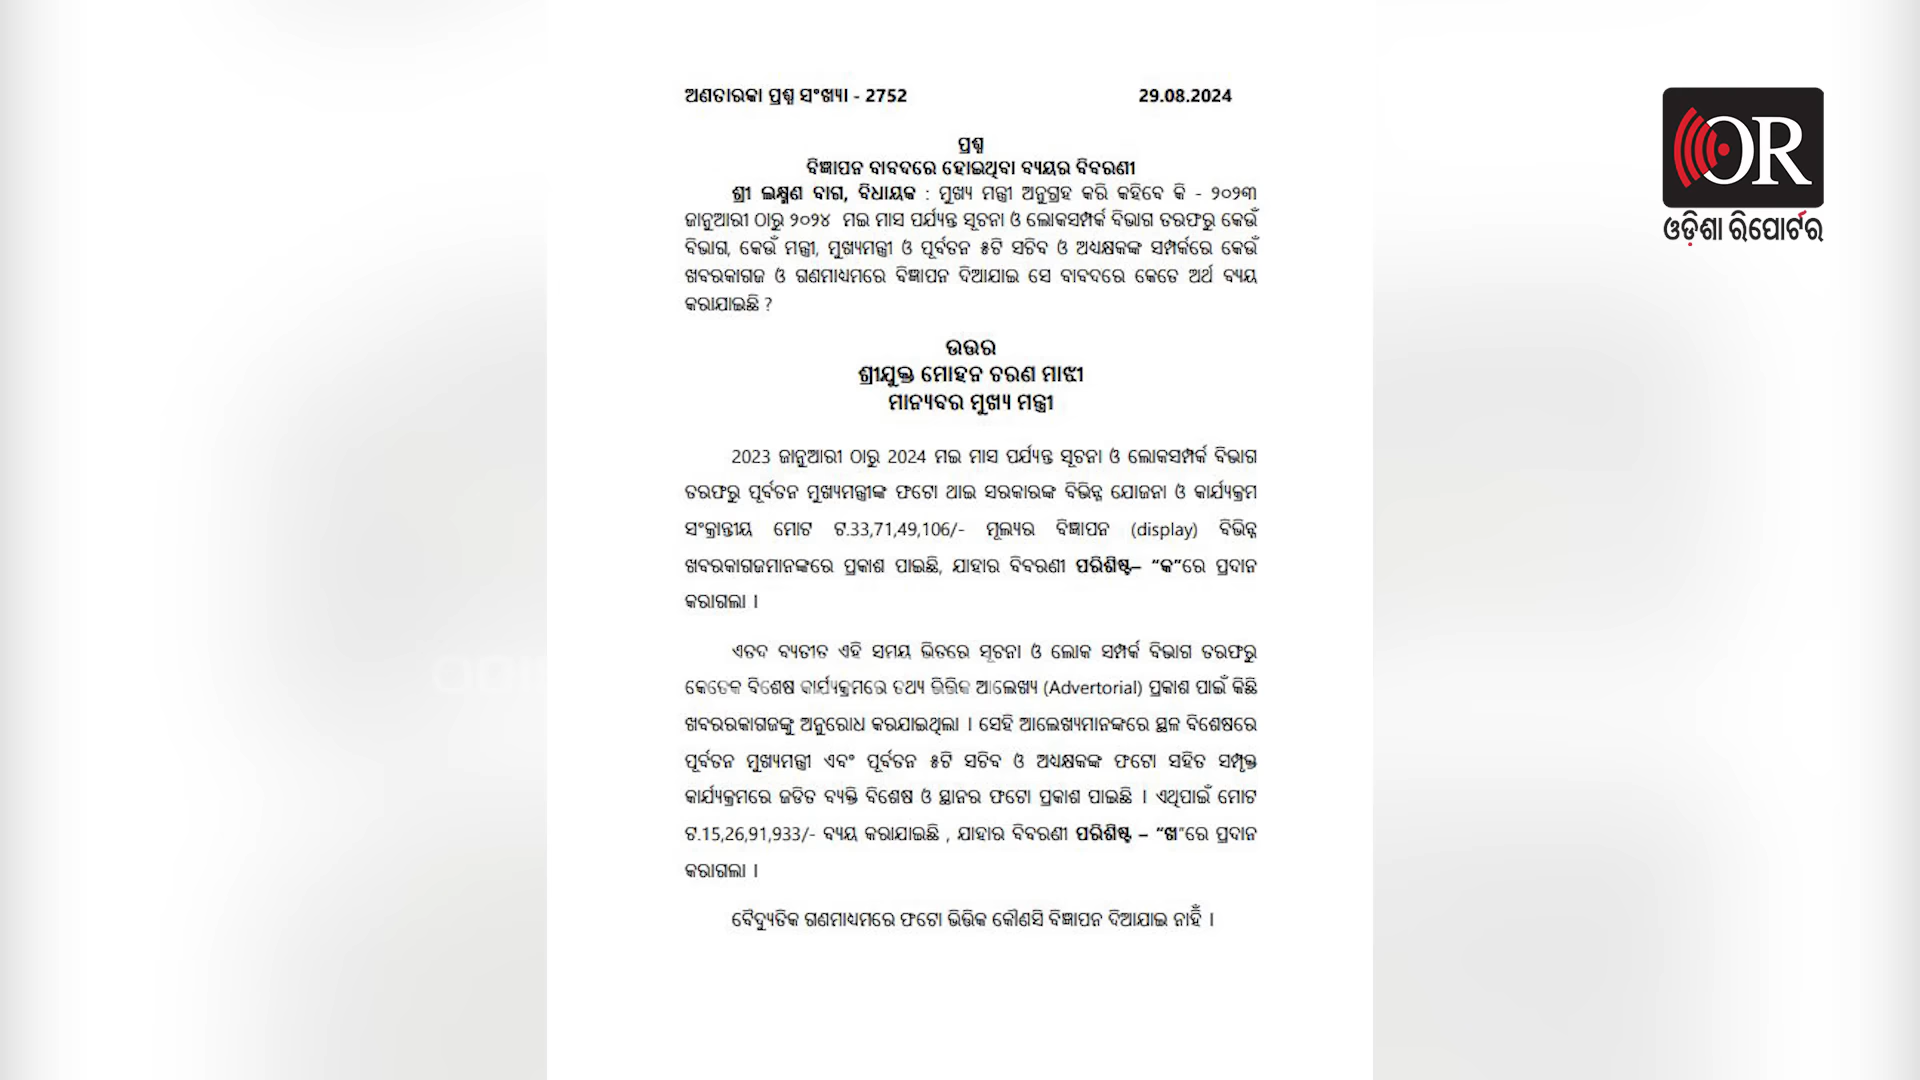 ଅଣତାରକା ପ୍ରଶ୍ନ ସଂଖ୍ୟା - 2752 29.08.2024
ପ୍ରଶ୍ନ
ବିଜ୍ଞାପନ ବାବଦରେ ହୋଇଥିବା ବ୍ୟୟର ବିବରଣୀ
ଶ୍ରୀ ଲକ୍ଷ୍ମଣ ବାଗ, ବିଧାୟକ : ମୁଖ୍ୟ ମନ୍ତ୍ରୀ ଅନୁଗ୍ରହ କରି କହିବେ କି - ୨୦୨୩
ଜାନୁଆରୀ ଠାରୁ ୨୦୨୪ ମଇ ମାସ ପର୍ଯ୍ୟନ୍ତ ସୂଚନା ଓ ଲୋକସମ୍ପର୍କ ବିଭାଗ ତରଫରୁ କେଉଁ
ବିଭାଗ, କେଉଁ ମନ୍ତ୍ରୀ, ମୁଖ୍ୟମନ୍ତ୍ରୀ ଓ ପୂର୍ବତନ ୫ଟି ସଚିବ ଓ ଅଧ୍ୟକ୍ଷକଙ୍କ ସମ୍ପର୍କରେ କେଉଁ
ଖବରକାଗଜ ଓ ଗଣମାଧ୍ୟମରେ ବିଜ୍ଞାପନ ଦିଆଯାଇ ସେ ବାବଦରେ କେତେ ଅର୍ଥ ବ୍ୟୟ
କରାଯାଇଛି ?
ଉତ୍ତର
ଶ୍ରୀଯୁକ୍ତ ମୋହନ ଚରଣ ମାଝୀ
ମାନ୍ୟବର ମୁଖ୍ୟ ମନ୍ତ୍ରୀ
2023 ଜାନୁଆରୀ ଠାରୁ 2024 ମଇ ମାସ ପର୍ଯ୍ୟନ୍ତ ସୂଚନା ଓ ଲୋକସମ୍ପର୍କ ବିଭାଗ
ତରଫରୁ ପୂର୍ବତନ ମୁଖ୍ୟମନ୍ତ୍ରୀଙ୍କ ଫଟୋ ଥାଇ ସରକାରଙ୍କ ବିଭିନ୍ନ ଯୋଜନା ଓ କାର୍ଯ୍ୟକ୍ରମ
ସଂକ୍ରାନ୍ତୀୟ ମୋଟ ଟ.33,71,49,106/- ମୂଲ୍ୟର ବିଜ୍ଞାପନ (display) ବିଭିନ୍ନ
ଖବରକାଗଜମାନଙ୍କରେ ପ୍ରକାଶ ପାଇଛି, ଯାହାର ବିବରଣୀ ପରିଶିଷ୍ଟ– “କ”ରେ ପ୍ରଦାନ
କରାଗଲା ।
ଏତଦ ବ୍ୟତୀତ ଏହି ସମୟ ଭିତରେ ସୂଚନା ଓ ଲୋକ ସମ୍ପର୍କ ବିଭାଗ ତରଫରୁ
କେତେକ ବିଶେଷ କାର୍ଯ୍ୟକ୍ରମରେ ତଥ୍ୟ ଭିତ୍ତିକ ଆଲେଖ୍ୟ (Advertorial) ପ୍ରକାଶ ପାଇଁ କିଛି
ଖବରରକାଗଜଙ୍କୁ ଅନୁରୋଧ କରଯାଇଥିଲା । ସେହି ଆଲେଖ୍ୟମାନଙ୍କରେ ସ୍ଥଳ ବିଶେଷରେ
ପୂର୍ବତନ ମୁଖ୍ୟମନ୍ତ୍ରୀ ଏବଂ ପୂର୍ବତନ ୫ଟି ସଚିବ ଓ ଅଧ୍ୟକ୍ଷକଙ୍କ ଫଟୋ ସହିତ ସମ୍ପୃକ୍ତ
କାର୍ଯ୍ୟକ୍ରମରେ ଜଡିତ ବ୍ୟକ୍ତି ବିଶେଷ ଓ ସ୍ଥାନର ଫଟୋ ପ୍ରକାଶ ପାଇଛି । ଏଥିପାଇଁ ମୋଟ
ଟ.15,26,91,933/- ବ୍ୟୟ କରାଯାଇଛି , ଯାହାର ବିବରଣୀ ପରିଶିଷ୍ଟ – “ଖ”ରେ ପ୍ରଦାନ
କରାଗଲା ।
ବୈଦ୍ୟୁତିକ ଗଣମାଧ୍ୟମରେ ଫଟୋ ଭିତ୍ତିକ କୌଣସି ବିଜ୍ଞାପନ ଦିଆଯାଇ ନାହିଁ ।
OR
ଓଡ଼ିଶା ରିପୋର୍ଟର